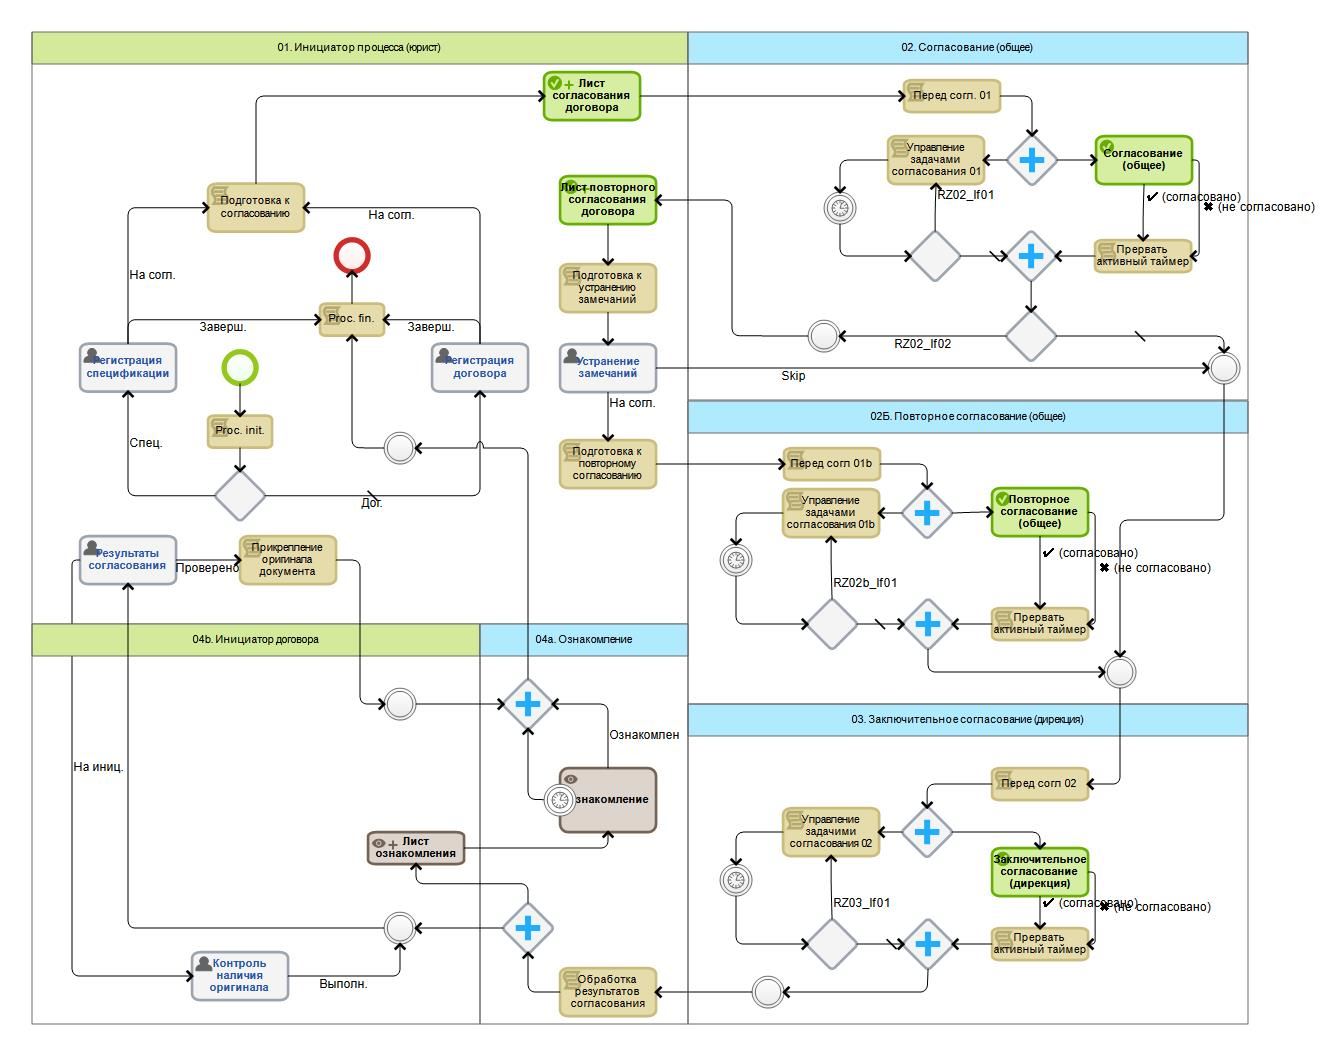 01. Инициатор процесса (юрист)
02. Согласование (общее)
Лист
согласования
договора
Перед согл. 01
Управление
задачами
согласования 01
Согласование
(общее)
RZ02_If01
(согласовано)
(не согласовано)
Прервать
активный таймер
Лист повторного
согласования
договора
Подготовка к
согласованию
На согл.
На согл.
Подготовка к
устранению
замечаний
Proc. fin.
Заверш.
Заверш.
RZ02_If02
Регистрация
спецификации
Регистрация
договора
Устранение
замечаний
Skip
На согл.
02Б. Повторное согласование (общее)
Proc. init.
Спец.
Дог.
Подготовка к
повторному
согласованию
Перед согл 01b
Управление
задачами
согласования 01b
Повторное
согласование
(общее)
(согласовано)
(не согласовано)
RZ02b_If01
Прервать
активный таймер
Результаты
согласования
Проверено
Прикрепление
оригинала
документа
04b. Инициатор договора
04а. Ознакомление
03. Заключительное согласование (дирекция)
Ознакомлен
На иниц.
знакомление
Перед согл 02
Управление
задачими
согласования 02
Заключительное
согласование
(дирекция)
(согласовано)
(не согласовано)
RZ03_If01
Прервать
активный таймер
Лист
ознакомления
Контроль
наличия
оригинала
Выполн.
Обработка
результатов
согласования